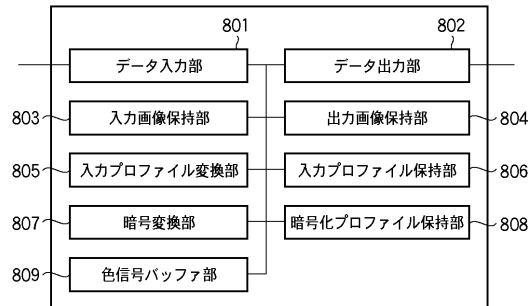 801
802
データ入力部
データ出力部
803
入力画像保持部
出力画像保持部
804
805
入力プロファイル変換部
入力プロファイル保持部
806
807
暗号変換部
暗号化プロファイル保持部
808
809
色信号バッファ部